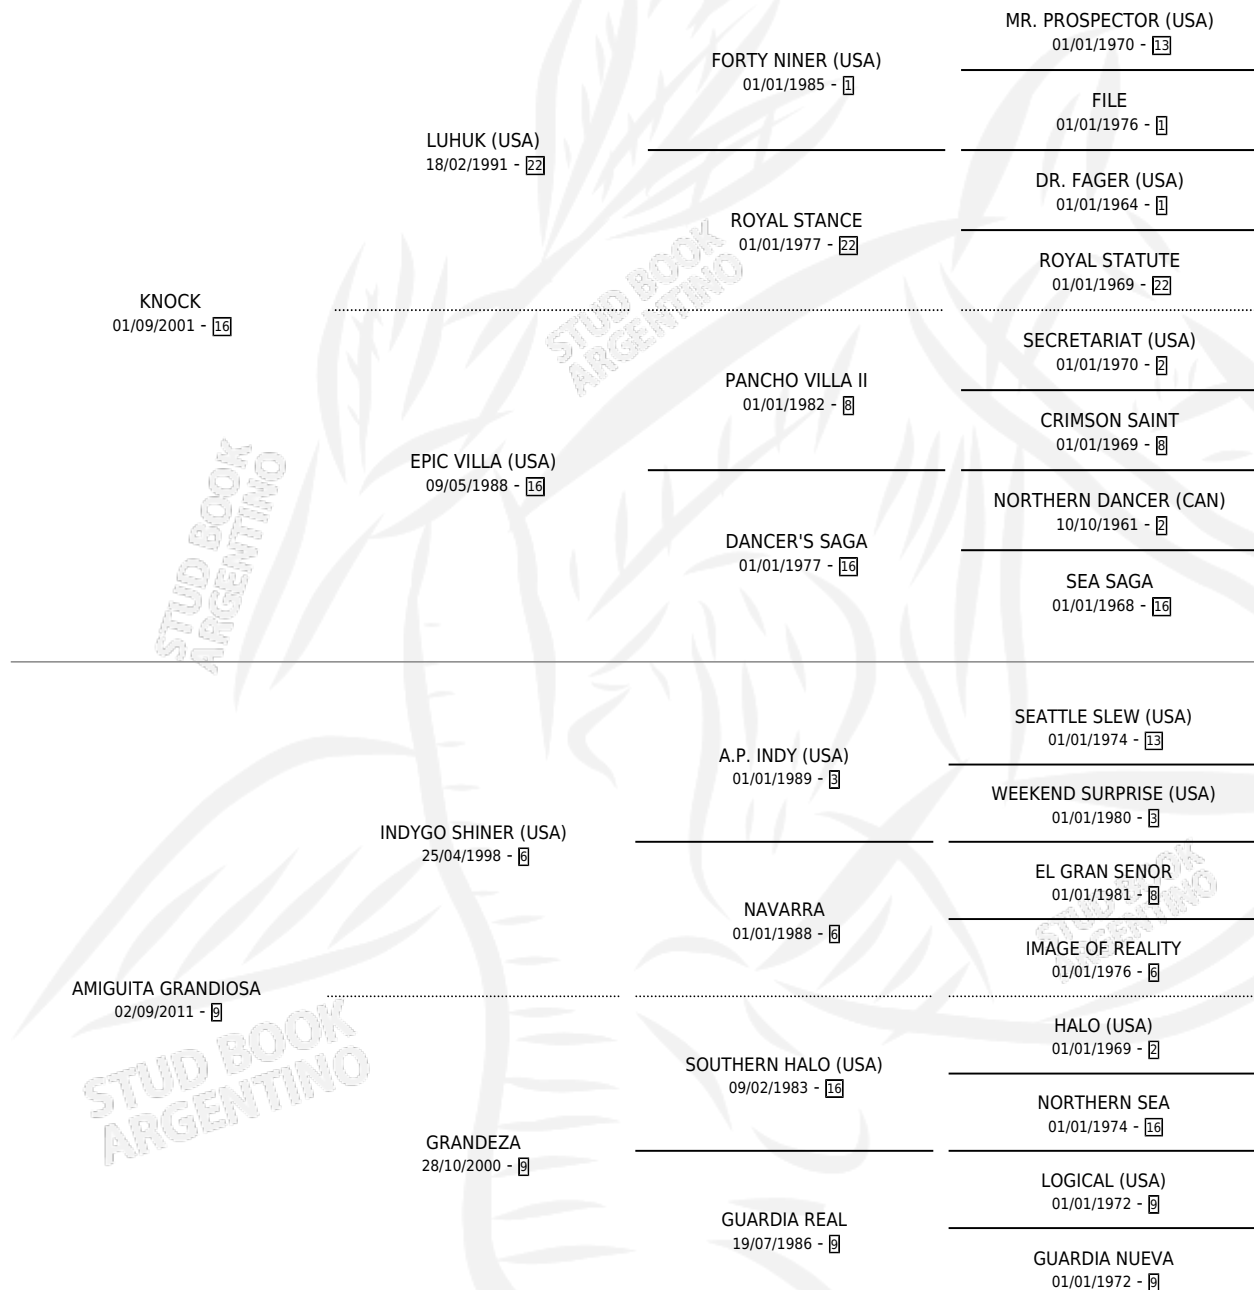 MR. PROSPECTOR (USA)
01/01/1970 - 13
FORTY NINER (USA)
01/01/1985 - 1
FILE
01/01/1976 - 1
LUHUK (USA)
18/02/1991 - 22
DR. FAGER (USA)
01/01/1964 - 1
ROYAL STANCE
01/01/1977 - 22
ROYAL STATUTE
01/01/1969 - 22
KNOCK
01/09/2001 - 16
SECRETARIAT (USA)
01/01/1970 - 2
PANCHO VILLA II
01/01/1982 - 8
CRIMSON SAINT
01/01/1969 - 8
EPIC VILLA (USA)
09/05/1988 - 16
NORTHERN DANCER (CAN)
10/10/1961 - 2
DANCER'S SAGA
01/01/1977 - 16
SEA SAGA
01/01/1968 - 16
SEATTLE SLEW (USA)
01/01/1974 - 13
A.P. INDY (USA)
01/01/1989 - 3
WEEKEND SURPRISE (USA)
01/01/1980 - 3
INDYGO SHINER (USA)
25/04/1998 - 6
EL GRAN SENOR
01/01/1981 - 8
NAVARRA
01/01/1988 - 6
IMAGE OF REALITY
01/01/1976 - 6
AMIGUITA GRANDIOSA
02/09/2011 - 9
HALO (USA)
01/01/1969 - 2
SOUTHERN HALO (USA)
09/02/1983 - 16
NORTHERN SEA
01/01/1974 - 16
GRANDEZA
28/10/2000 - 9
LOGICAL (USA)
01/01/1972 - 9
GUARDIA REAL
19/07/1986 - 9
GUARDIA NUEVA
01/01/1972 - 9
STUD BOOK
ARGENTINO
STUD BOOK
ARGENTINO
STUD BOOK
ARGENTINO
STUD BOOK
ARGENTINO